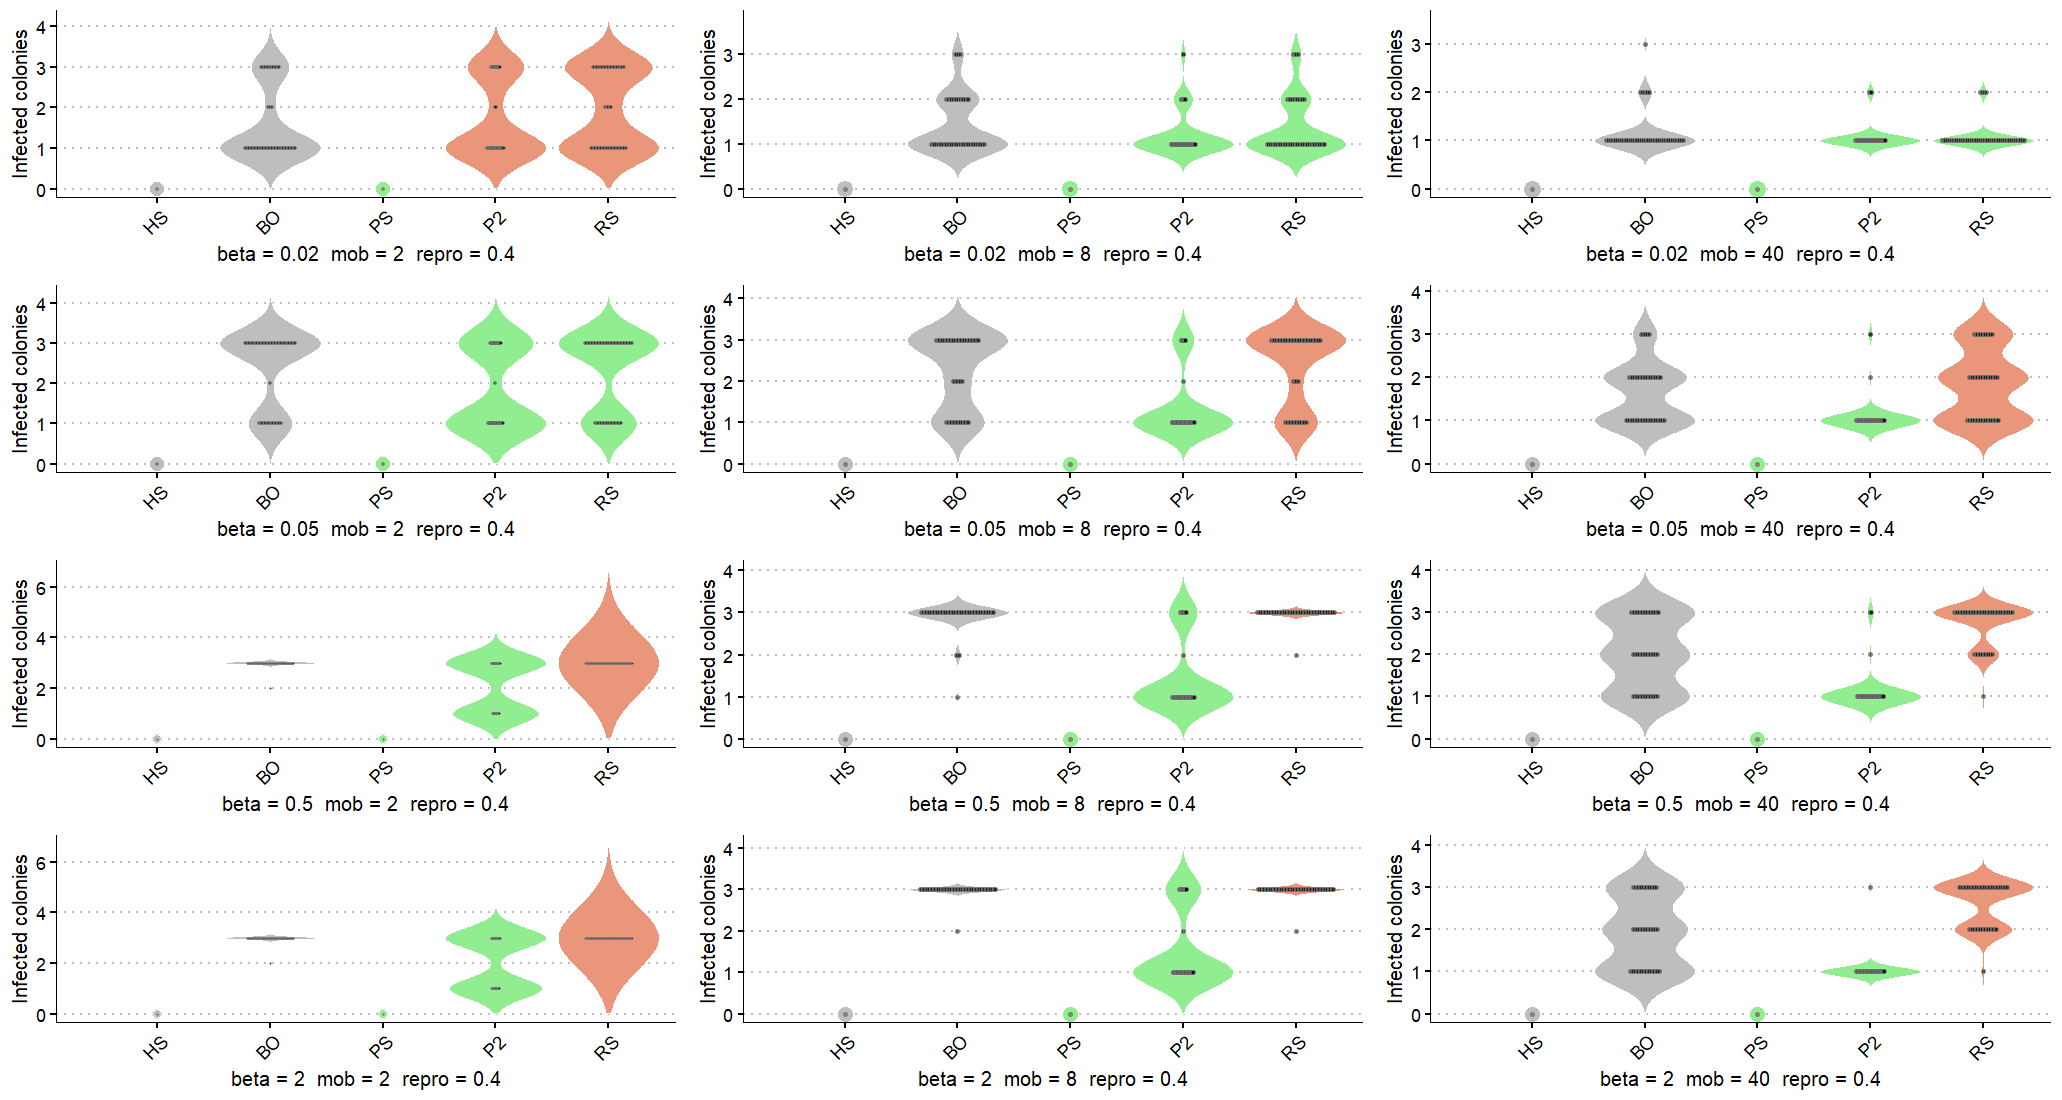 Infected colonies
4
3
2
1
0
HS BO PS P2 RS
beta = 0.02 mob = 2 repro = 0.4
Infected colonies
3
2
1
0
HS BO PS P2 RS
beta = 0.02 mob = 8 repro = 0.4
Infected colonies
3
2
1
0
HS BO PS P2 RS
beta = 0.02 mob = 40 repro = 0.4
Infected colonies
4
3
2
1
0
HS BO PS P2 RS
beta = 0.05 mob = 2 repro = 0.4
Infected colonies
4
3
2
1
0
HS BO PS P2 RS
beta = 0.05 mob = 8 repro = 0.4
Infected colonies
4
3
2
1
0
HS BO PS P2 RS
beta = 0.05 mob = 40 repro = 0.4
Infected colonies
6
4
2
0
HS BO PS P2 RS
beta = 0.5 mob = 2 repro = 0.4
Infected colonies
4
3
2
1
0
HS BO PS P2 RS
beta = 0.5 mob = 8 repro = 0.4
Infected colonies
4
3
2
1
0
HS BO PS P2 RS
beta = 0.5 mob = 40 repro = 0.4
Infected colonies
6
4
2
0
HS BO PS P2 RS
beta = 2 mob = 2 repro = 0.4
Infected colonies
4
3
2
1
0
HS BO PS P2 RS
beta = 2 mob = 8 repro = 0.4
Infected colonies
4
3
2
1
0
HS BO PS P2 RS
beta = 2 mob = 40 repro = 0.4